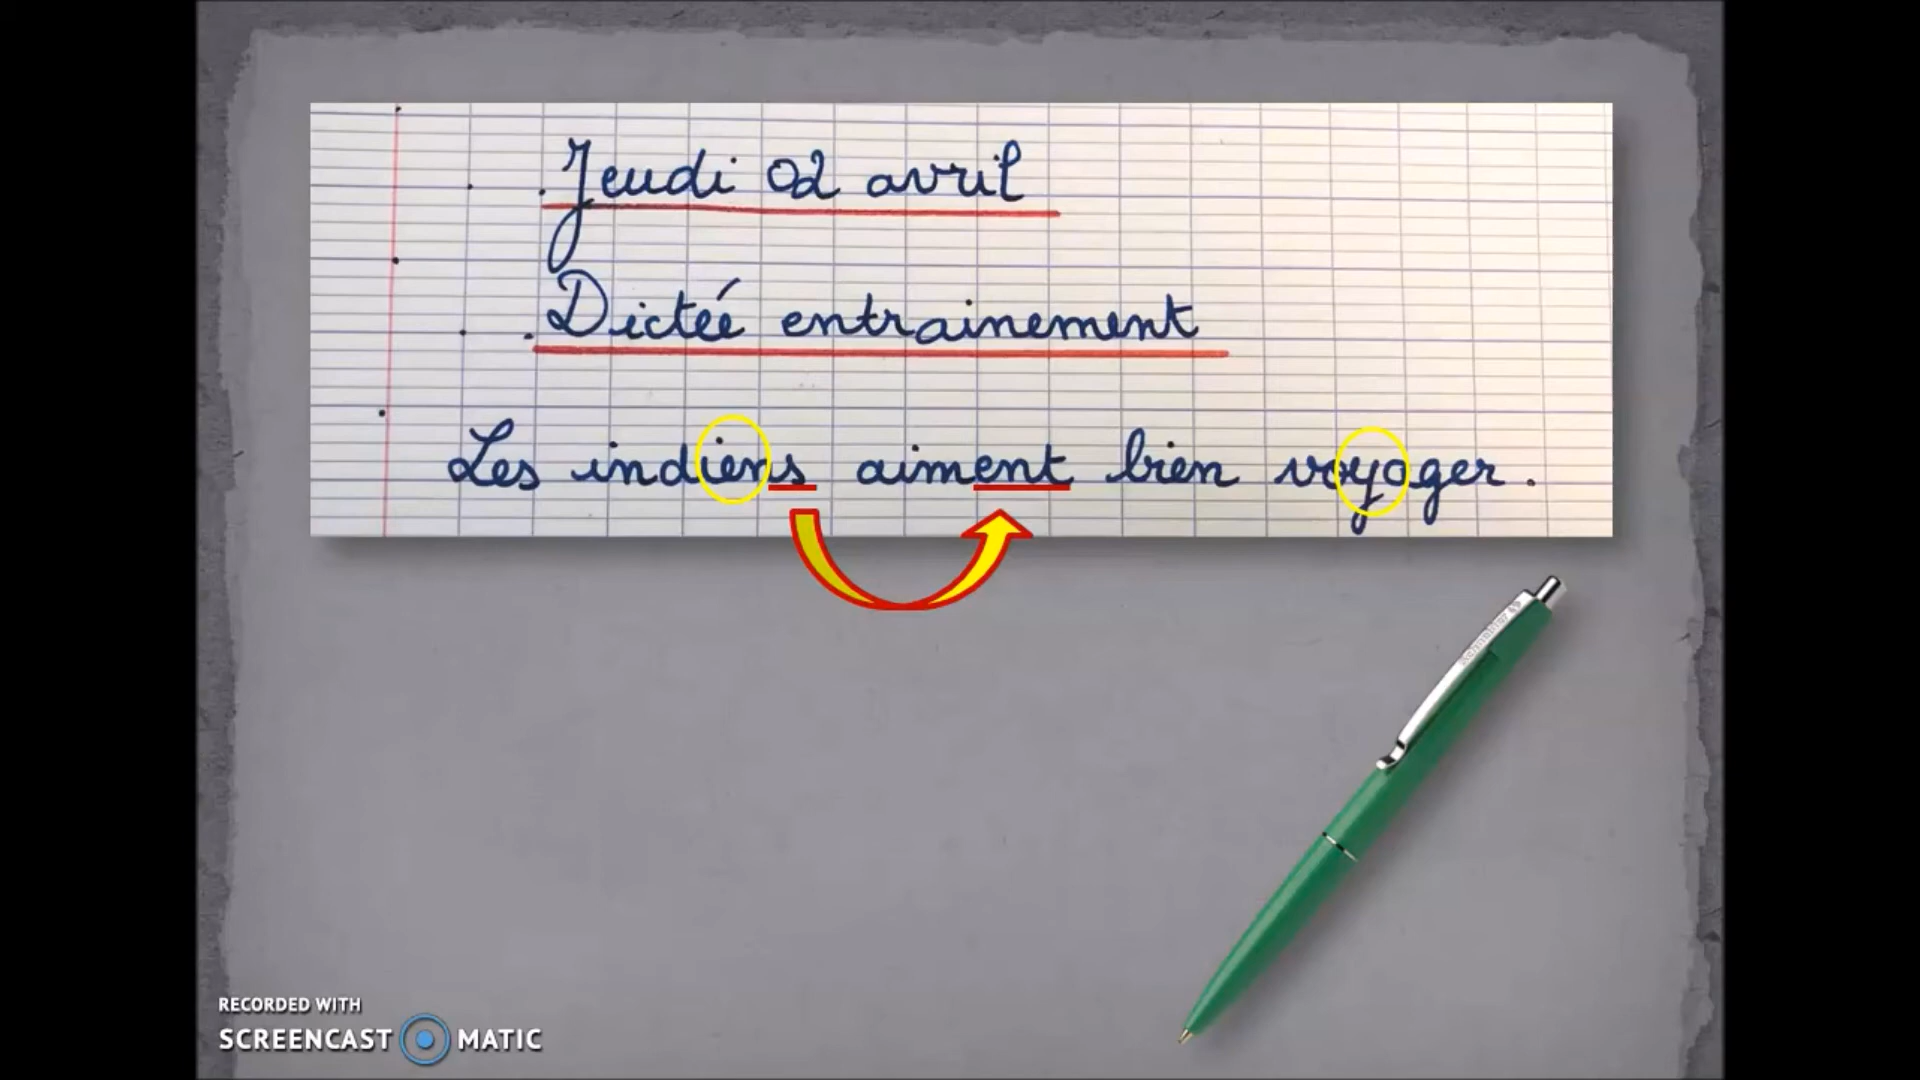 Jeudi 02 avril
Dictée entrainement
Les indiens aiment bien voyager.
RECORDED WITH
SCREENCAST MATIC